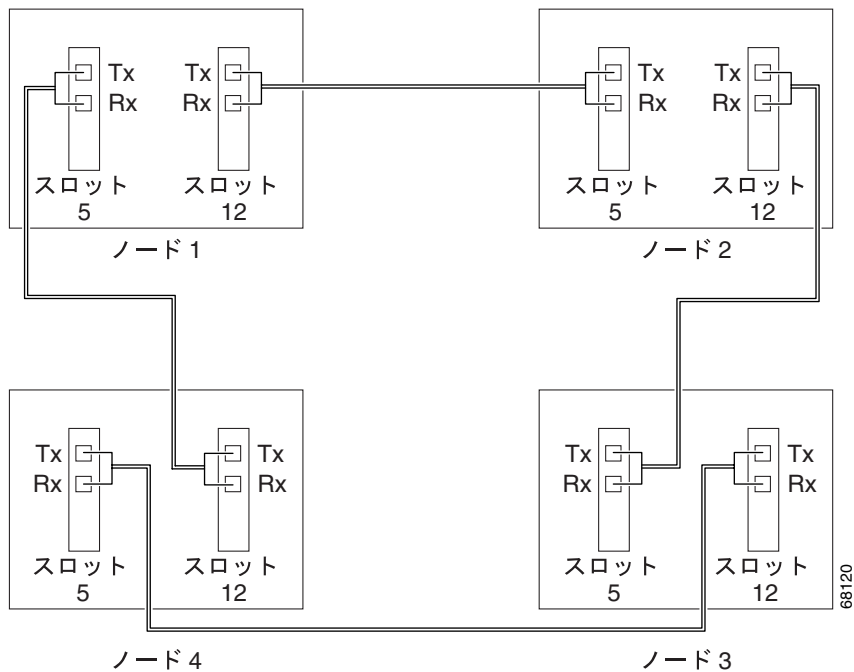 Tx Tx Tx Tx
Rx Rx Rx Rx
スロット スロット スロット スロット
5 12 5 12
ノード 1 ノード 2
Tx Tx Tx Tx
Rx Rx Rx Rx
スロット スロット スロット スロット
5 12 5 12
68120
ノード 4 ノード 3